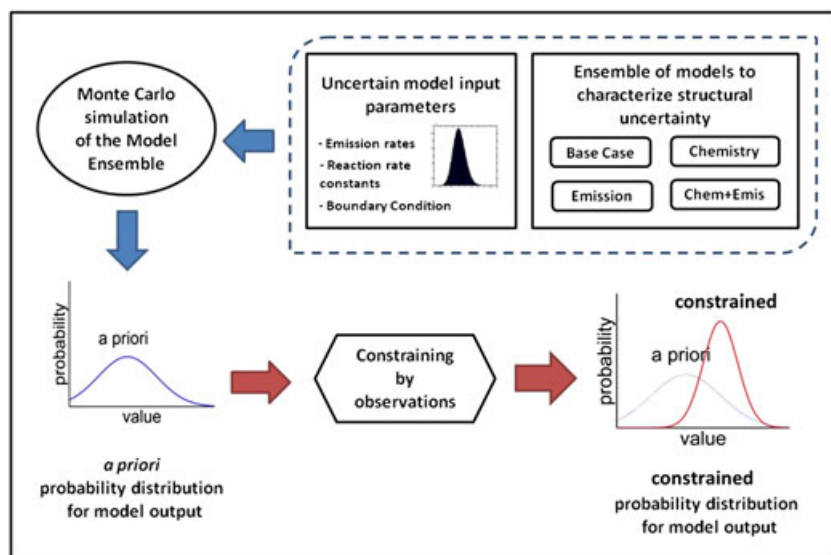 Monte Carlo
simulation
of the Model
Ensemble
Uncertain model input
parameters
- Emission rates
- Reaction rate
constants
- Boundary Condition
Ensemble of models to
characterize structural
uncertainty
Base Case
Chemistry
Emission
Chem+Emis
probability
a priori
value
a priori
probability distribution
for model output
Constraining
by
observations
probability
constrained
a priori
value
constrained
probability distribution
for model output